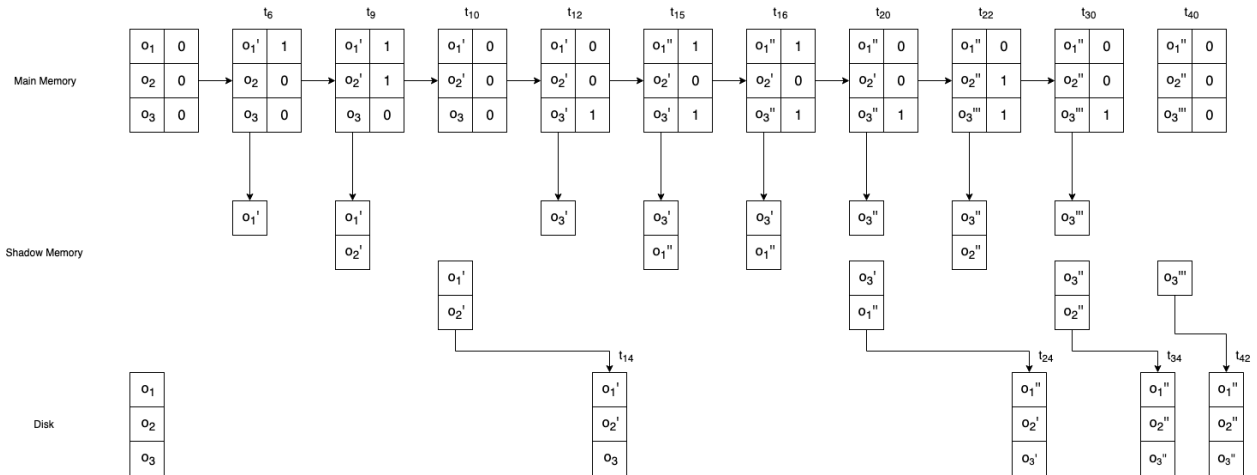 t6 t9 t10 t12 t15 t16 t20 t22 t30 t40
o1 0 o1' 1 o1' 1 o1' 0 o1' 0 o1" 1 o1" 1 o1" 0 o1" 0 o1" 0 o1" 0
Main Memory o2 0 o2 0 o2' 1 o2' 0 o2' 0 o2' 0 o2' 0 o2' 0 o2" 1 o2" 0 o2" 0
o3 0 o3 0 o3 0 o3 0 o3' 1 o3' 1 o3" 1 o3" 1 o3"' 1 o3"' 1 o3"' 0
o1' o1' o3' o3' o3' o3" o3" o3"'
Shadow Memory o2' o1" o1" o2"
o1' o3' o3" o3"'
o2' o1" o2"
t14 t24 t34 t42
o1 o1' o1" o1" o1"
Disk o2 o2' o2' o2" o2"
o3 o3 o3' o3" o3"